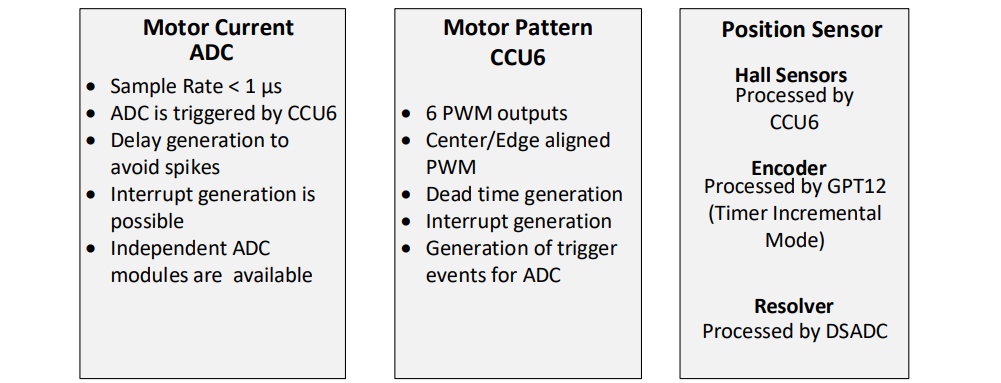 Motor Current
ADC
• Sample Rate < 1 µs
• ADC is triggered by CCU6
• Delay generation to
avoid spikes
• Interrupt generation is
possible
• Independent ADC
modules are available
Motor Pattern
CCU6
• 6 PWM outputs
• Center/Edge aligned
PWM
• Dead time generation
• Interrupt generation
• Generation of trigger
events for ADC
Position Sensor
Hall Sensors
Processed by
CCU6
Encoder
Processed by GPT12
(Timer Incremental
Mode)
Resolver
Processed by DSADC